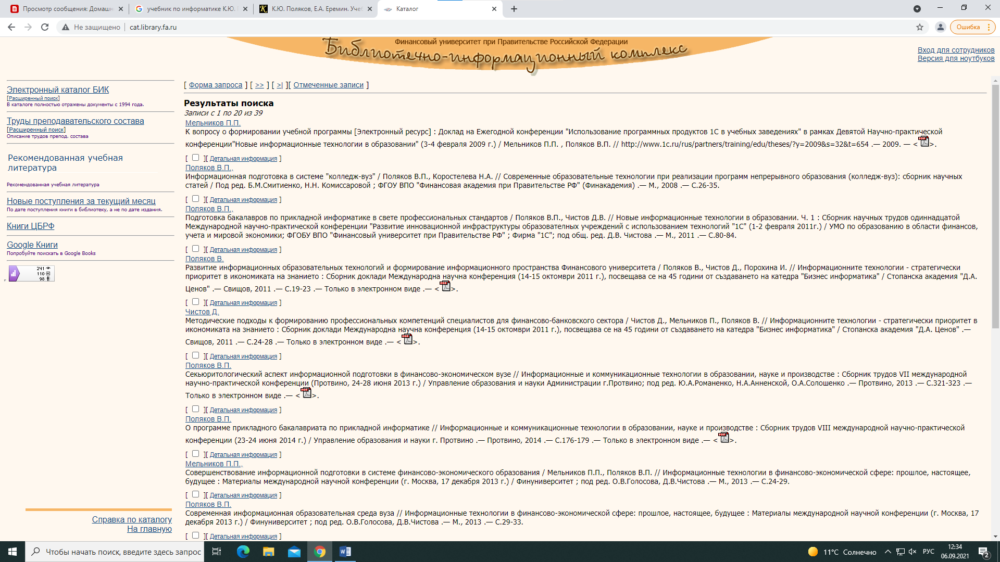 Просмотр сообщения: Домашн
учебник по информатике К.Ю.
К.Ю. Поляков, Е.А. Еремин. Учеб
Каталог
Не защищено
cat.library.fa.ru
Ошибка
Финансовый университет при Правительстве Российской Федерации
Библиотечно-информационный комплекс
Вход для сотрудников
Версия для ноутбуков
Электронный каталог БИК
[Расширенный поиск]
В каталоге полностью отражены документы с 1994 года.
Труды преподавательского состава
[Расширенный поиск]
Описание трудов препод. состава
Рекомендованная учебная
литература
Рекомендованная учебная литература
Новые поступления за текущий месяц
По дате поступления книги в библиотеку, а не по дате издания.
Книги ЦБРФ
Google Книги
Попробуйте поискать в Google Books
241
110
98
Справка по каталогу
На главную
[ Форма запроса ] [ >> ] [ >| ][ Отмеченные записи ]
Результаты поиска
Записи с 1 по 20 из 39
Мельников П.П.
К вопросу о формировании учебной программы [Электронный ресурс] : Доклад на Ежегодной конференции "Использование программных продуктов 1С в учебных заведениях" в рамках Девятой Научно-практической
конференции"Новые информационные технологии в образовании" (3-4 февраля 2009 г.) / Мельников П.П. , Поляков В.П. // http://www.1c.ru/rus/partners/training/edu/theses/?y=2009&s=32&t=654 .— 2009. — < PDF >.
[ ][ Детальная информация ]
Поляков В.П.,
Информационная подготовка в системе "колледж-вуз" / Поляков В.П., Коростелева Н.А. // Современные образовательные технологии при реализации программ непрерывного образования (колледж-вуз): сборник научных
статей / Под ред. Б.М.Смитиенко, Н.Н. Комиссаровой ; ФГОУ ВПО "Финансовая академия при Правительстве РФ" (Финакадемия) .— М., 2008 .— С.26-35.
[ ][ Детальная информация ]
Поляков В.П.,
Подготовка бакалавров по прикладной информатике в свете профессиональных стандартов / Поляков В.П., Чистов Д.В. // Новые информационные технологии в образовании. Ч. 1 : Сборник научных трудов одиннадцатой
Международной научно-практической конференции "Развитие инновационной инфраструктуры образователных учреждений с использованием технологий "1С" (1-2 февраля 2011г.) / УМО по образованию в области финансов,
учета и мировой экономики; ФГОБУ ВПО "Финансовый университет при Правительстве РФ" ; Фирма "1С"; под общ. ред. Д.В. Чистова .— М., 2011 .— С.80-84.
[ ][ Детальная информация ]
Поляков В.
Развитие информационных образовательных технологий и формирование информационного пространства Финансового университета / Поляков В., Чистов Д., Порохина И. // Информационните технологии - стратегически
приоритет в икономиката на знанието : Сборник доклади Международна научна конференция (14-15 октомври 2011 г.), посвещава се на 45 години от създаването на катедра "Бизнес информатика" / Стопанска академия "Д.А.
Ценов" .— Свищов, 2011 .— С.19-23 .— Только в электронном виде .— < PDF >.
[ ][ Детальная информация ]
Чистов Д.
Методические подходы к формированию профессиональных компетенций специалистов для финансово-банковского сектора / Чистов Д., Мельников П., Поляков В. // Информационните технологии - стратегически приоритет в
икономиката на знанието : Сборник доклади Международна научна конференция (14-15 октомври 2011 г.), посвещава се на 45 години от създаването на катедра "Бизнес информатика" / Стопанска академия "Д.А. Ценов" .—
Свищов, 2011 .— С.24-28 .— Только в электронном виде .— < PDF >.
[ ][ Детальная информация ]
Поляков В.П.
Секьюритологический аспект информационной подготовки в финансово-экономическом вузе // Информационные и коммуникационные технологии в образовании, науке и производстве : Сборник трудов VII международной
научно-практической конференции (Протвино, 24-28 июня 2013 г.) / Управление образования и науки Администрации г.Протвино; под ред. Ю.А.Романенко, Н.А.Анненской, О.А.Солошенко .— Протвино, 2013 .— С.321-323 .—
Только в электронном виде .— < PDF >.
[ ][ Детальная информация ]
Поляков В.П.
О программе прикладного бакалавриата по прикладной информатике // Информационные и коммуникационные технологии в образовании, науке и производстве : Сборник трудов VIII международной научно-практической
конференции (23-24 июня 2014 г.) / Управление образования и науки г. Протвино .— Протвино, 2014 .— С.176-179 .— Только в электронном виде .— < PDF >.
[ ][ Детальная информация ]
Мельников П.П.,
Совершенствование информационной подготовки в системе финансово-экономического образования / Мельников П.П., Поляков В.П. // Информационные технологии в финансово-экономической сфере: прошлое, настоящее,
будущее : Материалы международной научной конференции (г. Москва, 17 декабря 2013 г.) / Финуниверситет ; под ред. О.В.Голосова, Д.В.Чистова .— М., 2013 .— С.24-29.
[ ][ Детальная информация ]
Поляков В.П.
Современная информационная образовательная среда вуза // Информационные технологии в финансово-экономической сфере: прошлое, настоящее, будущее : Материалы международной научной конференции (г. Москва, 17
декабря 2013 г.) / Финуниверситет ; под ред. О.В.Голосова, Д.В.Чистова .— М., 2013 .— С.29-33.
[ ][ Детальная информация ]
Чтобы начать поиск, введите здесь запрос
11°C Солнечно
РУС
12:34
06.09.2021
2